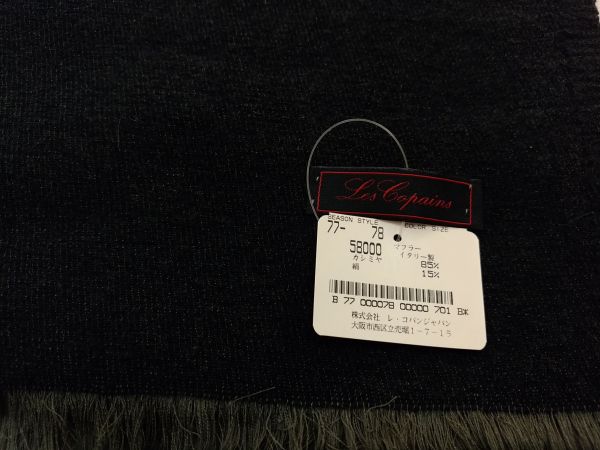 Les Copains
SEASON STYLE COLOR SIZE
77- 78
58000 マフラー
イタリー製
カシミヤ 85%
絹 15%
B 77 000078 00000 701 B*
株式会社 レ・コパンジャパン
大阪市西区立売堀1-7-15